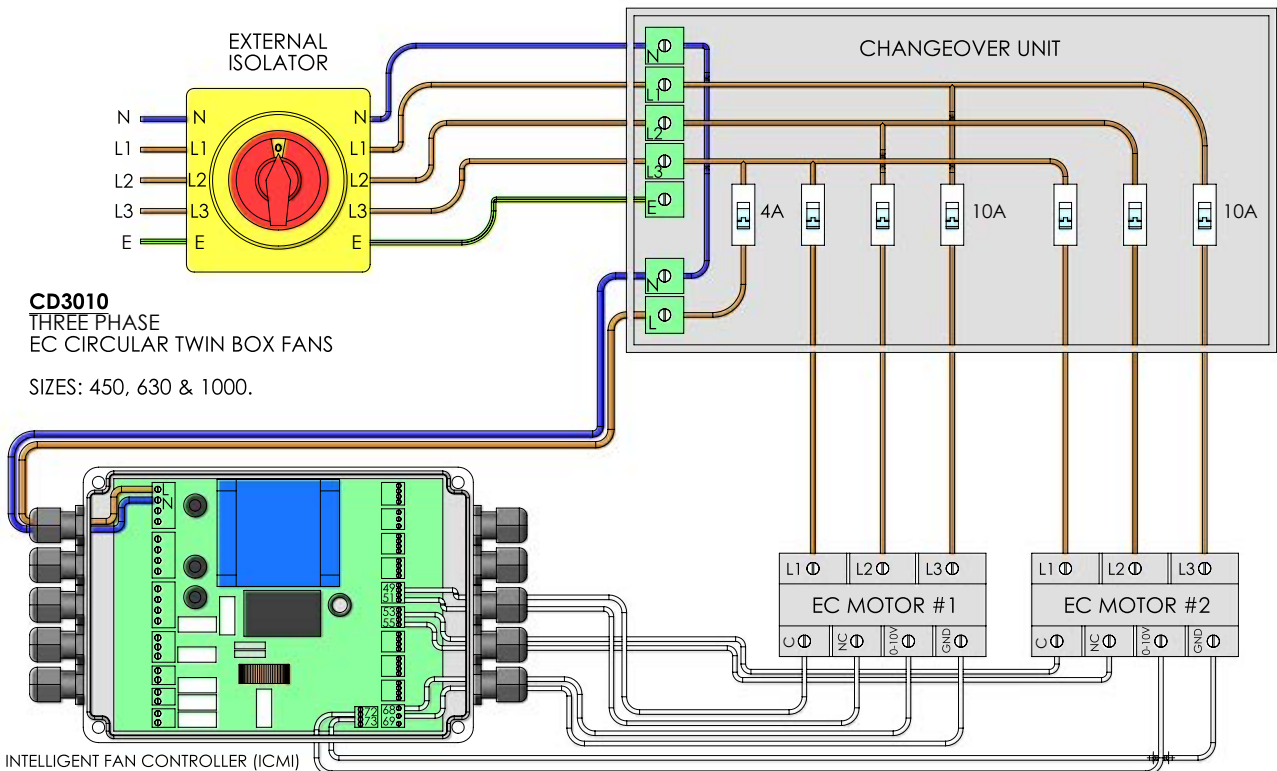 EXTERNAL
ISOLATOR
CHANGEOVER UNIT
N N N N
L1 L1 L1 L1
L2 L2 L2 L2
L3 L3 L3 L3
E E E E
4A 10A 10A
N
L
CD3010
THREE PHASE
EC CIRCULAR TWIN BOX FANS
SIZES: 450, 630 & 1000.
L
N
49
51
53
55
72 68
73 69
L1 L2 L3
EC MOTOR #1
C NC 0-10V GND
L1 L2 L3
EC MOTOR #2
C NC 0-10V GND
INTELLIGENT FAN CONTROLLER (ICMI)